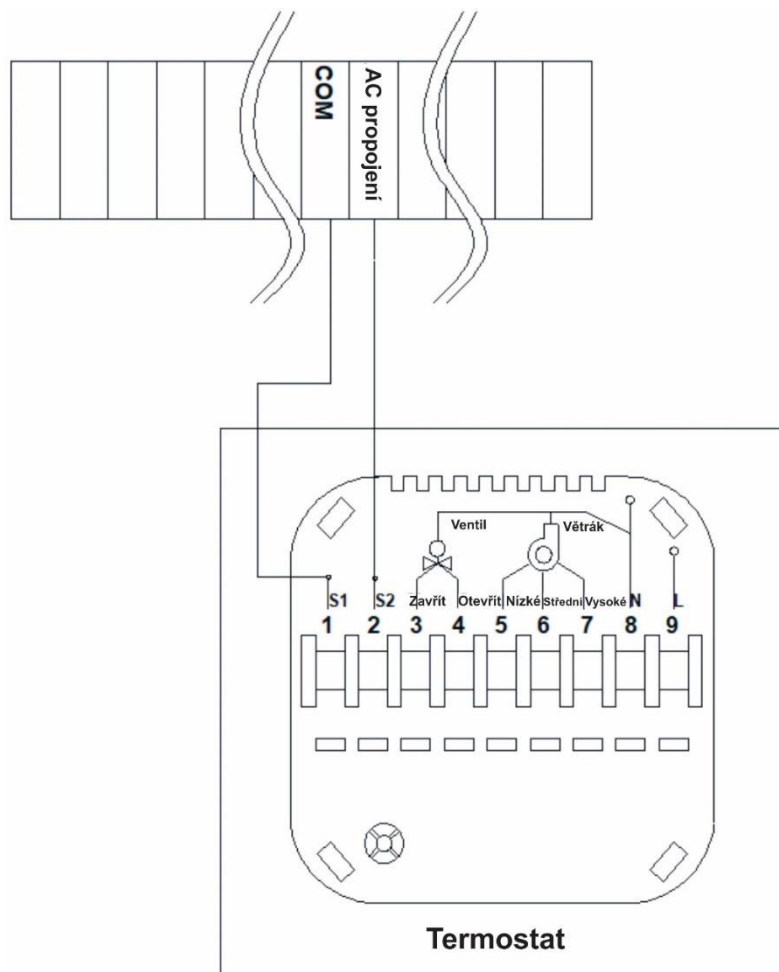 COM
AC propojení
Ventil
Větrák
S1
S2
Zavřít
Otevřít
Nízké
Střední
Vysoké
N
L
1 2 3 4 5 6 7 8 9
Termostat